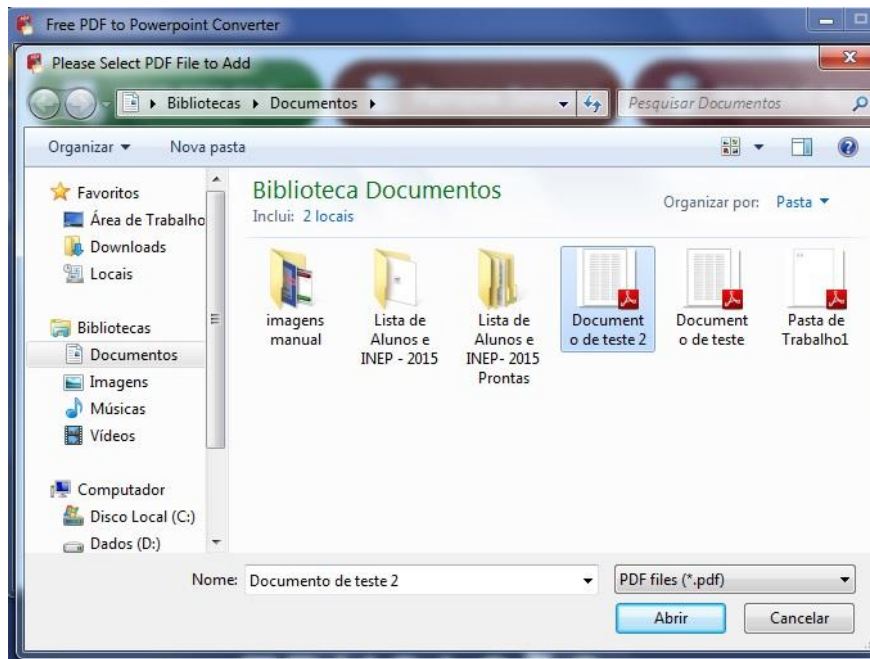 Free PDF to Powerpoint Converter
Please Select PDF File to Add
Bibliotecas Documentos
Pesquisar Documentos
Organizar
Nova pasta
Favoritos
Área de Trabalho
Downloads
Locais
Bibliotecas
Documentos
Imagens
Músicas
Vídeos
Computador
Disco Local (C:)
Dados (D:)
Biblioteca Documentos
Inclui: 2 locais
Organizar por: Pasta
imagens
manual
Lista de
Alunos e
INEP - 2015
Lista de
Alunos e
INEP- 2015
Prontas
Document
o de teste 2
Document
o de teste
Pasta de
Trabalho1
Nome: Documento de teste 2
PDF files (*.pdf)
Abrir
Cancelar